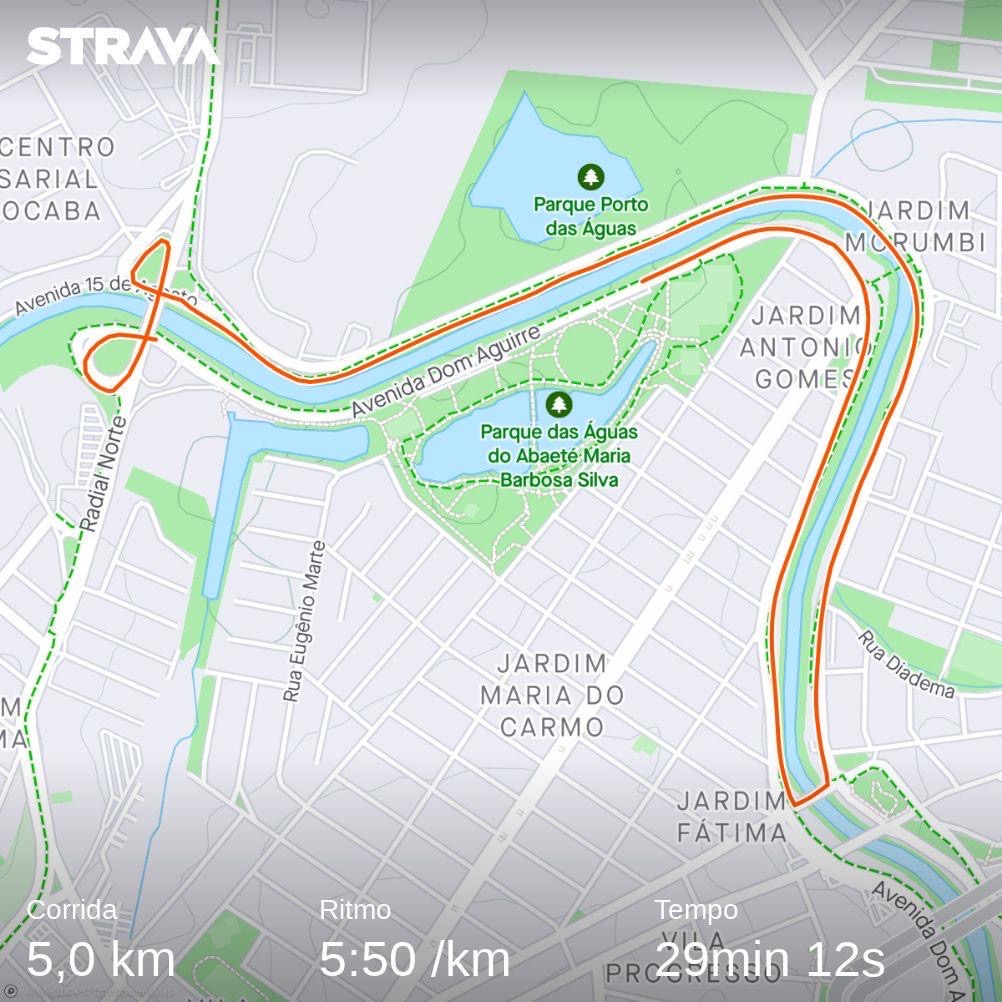 STRAVA
CENTRO
SARIAL
OCABA
Parque Porto
das Águas
JARDIM
MORUMBI
Avenida 15 de Agosto
JARDIM
ANTONIO
GOMES
Avenida Dom Aguirre
Parque das Águas
do Abaeté Maria
Barbosa Silva
Radial Norte
Rua Eugênio Marte
Rua Diadema
JARDIM
MARIA DO
CARMO
M
MA
JARDIM
FÁTIMA
Avenida Dom A
VILA
PROGRESSO
Corrida
Ritmo
Tempo
5,0 km
5:50 /km
29min 12s
VILA